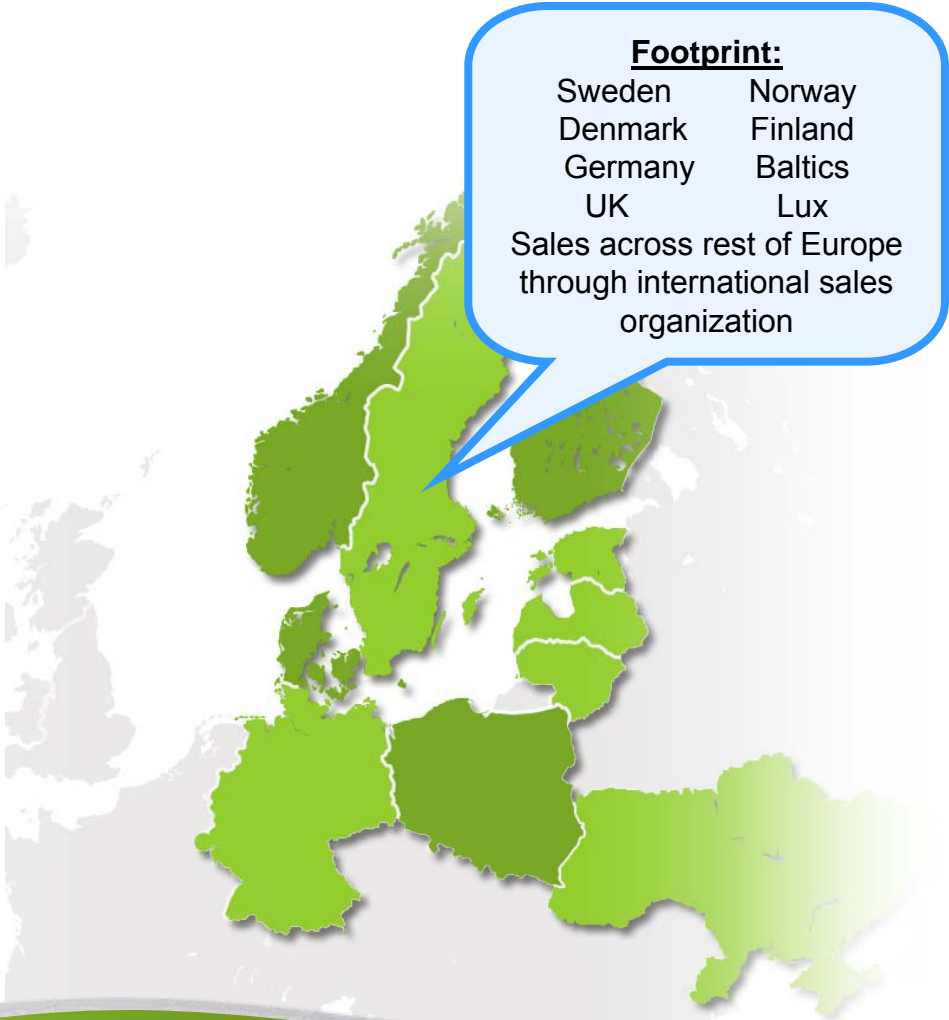 Footprint:
Sweden Norway
Denmark Finland
Germany Baltics
UK Lux
Sales across rest of Europe
through international sales
organization